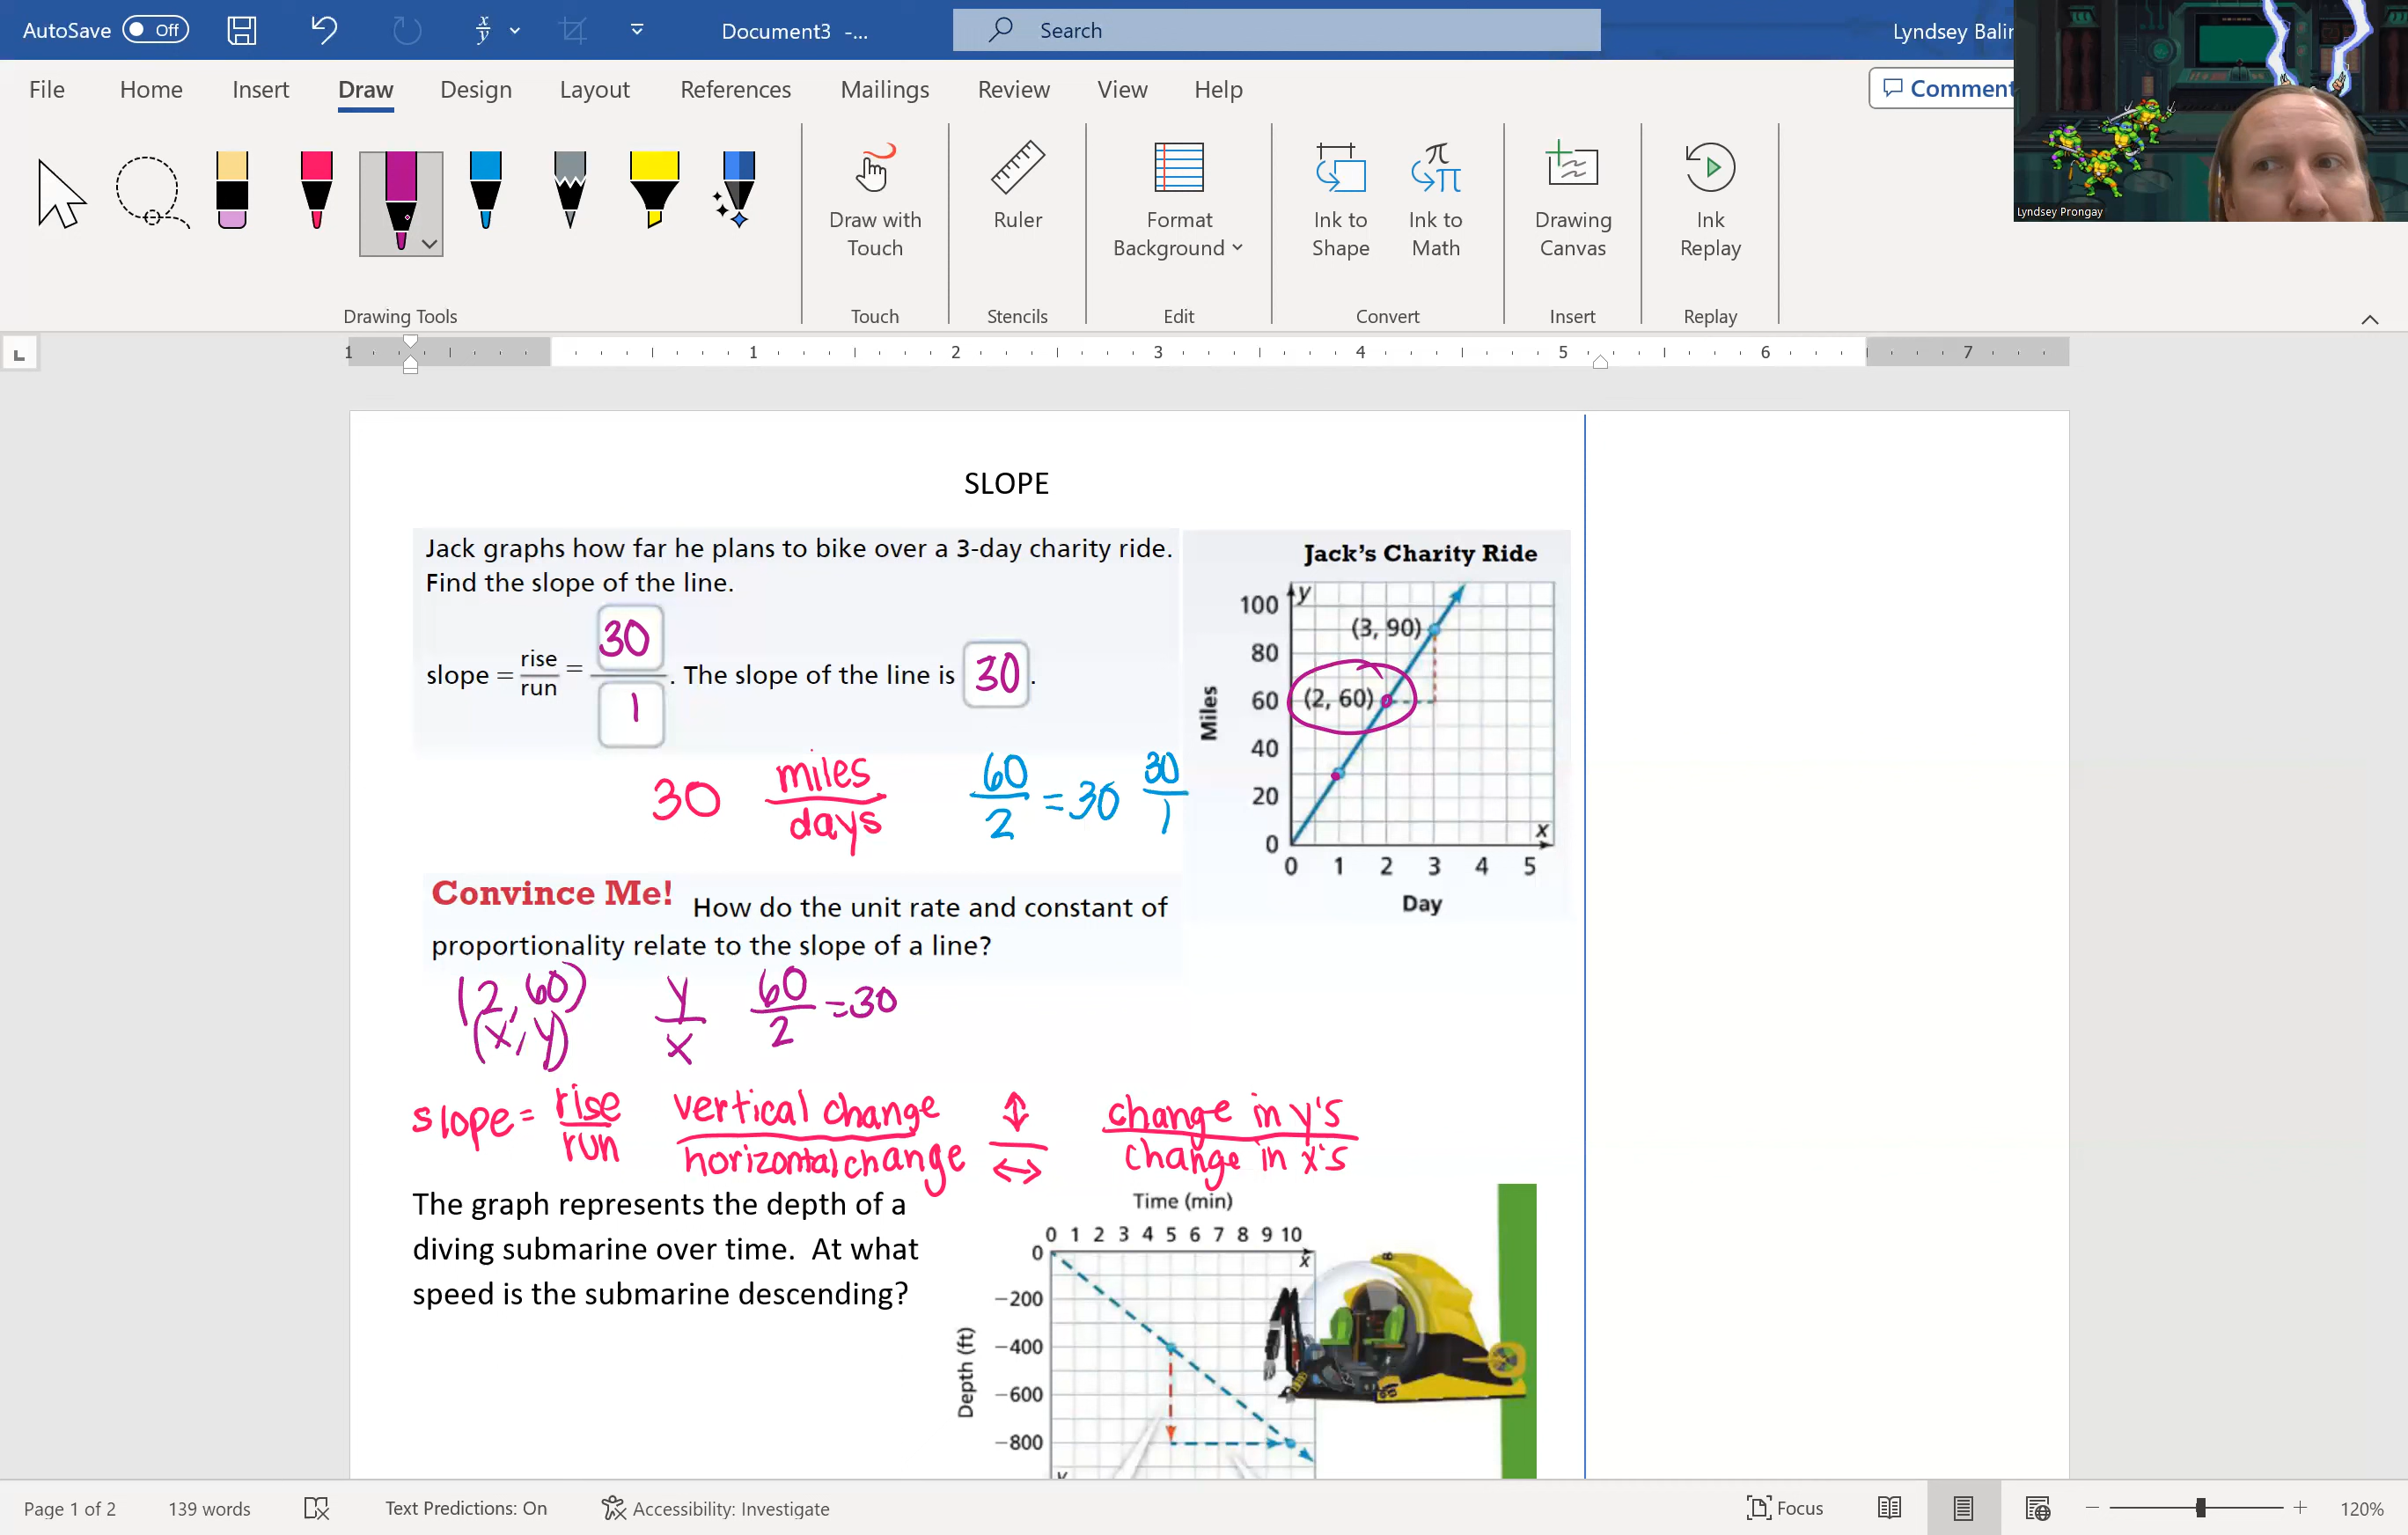 AutoSave Off x/y Document3 -... Search Lyndsey Balin
File Home Insert Draw Design Layout References Mailings Review View Help Comment
Lyndsey Prongay
Draw with Touch
Ruler
Format Background
Ink to Shape
Ink to Math
Drawing Canvas
Ink Replay
Drawing Tools Touch Stencils Edit Convert Insert Replay
1 1 2 3 4 5 6 7
SLOPE
Jack graphs how far he plans to bike over a 3-day charity ride.
Find the slope of the line.
slope = rise/run = 30/1. The slope of the line is 30.
30 miles/days 60/2 = 30 30/1
Jack's Charity Ride
y
100
(3, 90)
80
(2, 60)
60
40
20
0
x
0 1 2 3 4 5
Miles
Day
Convince Me! How do the unit rate and constant of
proportionality relate to the slope of a line?
(2, 60) y/x 60/2 = 30
(x, y)
slope = rise/run vertical change/horizontal change ↕/↔ change in y's/change in x's
The graph represents the depth of a
diving submarine over time. At what
speed is the submarine descending?
Time (min)
0 1 2 3 4 5 6 7 8 9 10
0
x
−200
−400
−600
−800
y
Depth (ft)
Page 1 of 2 139 words Text Predictions: On Accessibility: Investigate Focus 120%